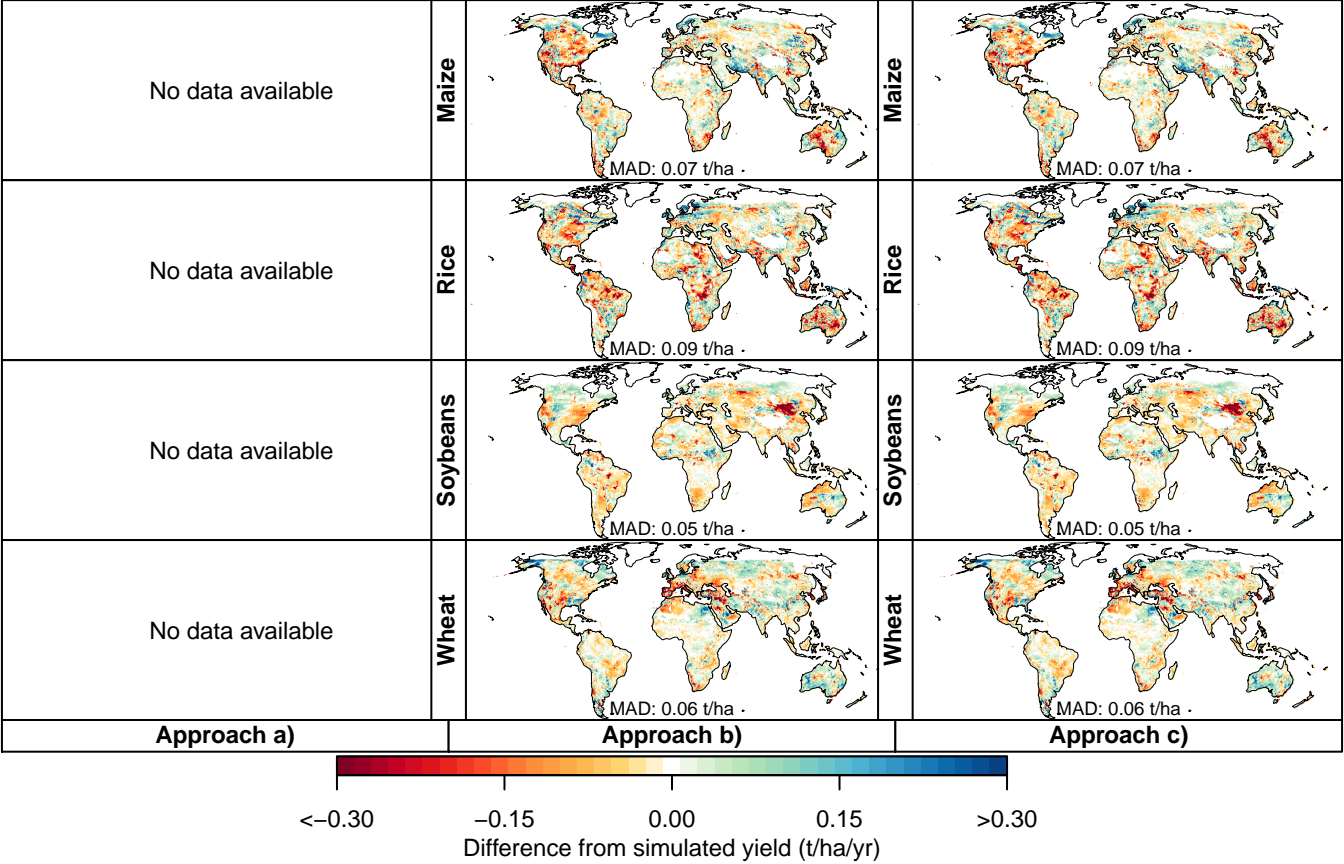 No data available
Maize
MAD: 0.07 t/ha
Maize
MAD: 0.07 t/ha
No data available
Rice
MAD: 0.09 t/ha
Rice
MAD: 0.09 t/ha
No data available
Soybeans
MAD: 0.05 t/ha
Soybeans
MAD: 0.05 t/ha
No data available
Wheat
MAD: 0.06 t/ha
Wheat
MAD: 0.06 t/ha
Approach a)
Approach b)
Approach c)
<−0.30 −0.15 0.00 0.15 >0.30
Difference from simulated yield (t/ha/yr)